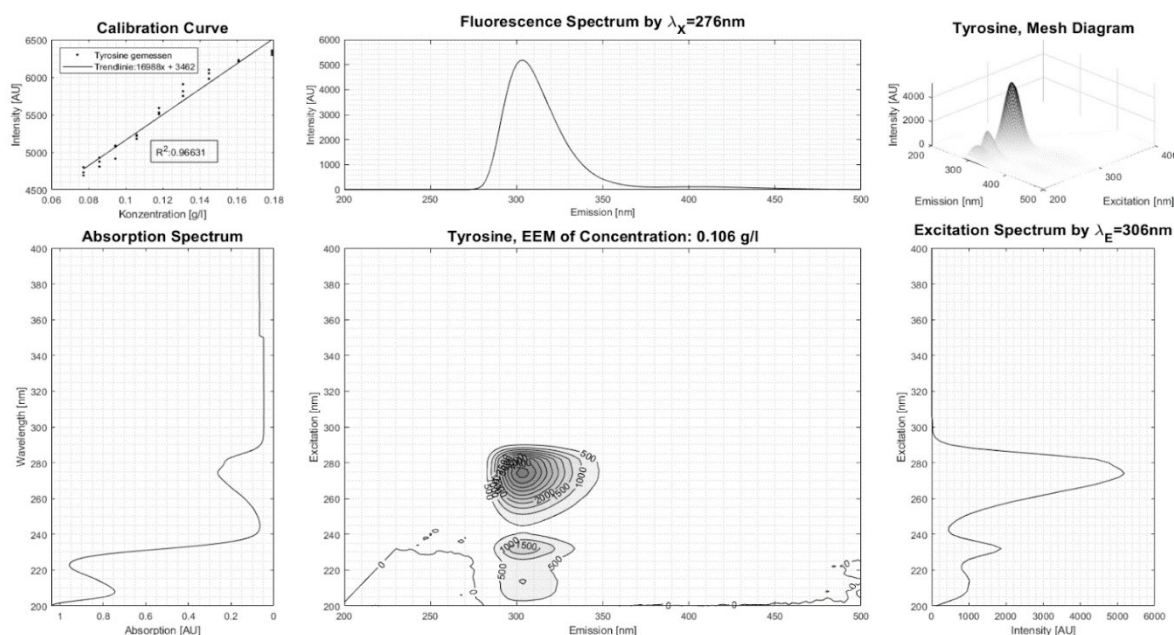 Calibration Curve
6500
6000
5500
5000
4500
Intensity [AU]
Tyrosine gemessen
Trendlinie:16988x + 3462
R²:0.96631
0.06 0.08 0.1 0.12 0.14 0.16 0.18
Konzentration [g/l]
Fluorescence Spectrum by λX=276nm
6000
5000
4000
3000
2000
1000
0
Intensity [AU]
200 250 300 350 400 450 500
Emission [nm]
Tyrosine, Mesh Diagram
4000
2000
0
Intensity [AU]
200
300
400
500
Emission [nm]
200
300
400
Excitation [nm]
Absorption Spectrum
400
380
360
340
320
300
280
260
240
220
200
Wavelength [nm]
1 0.8 0.6 0.4 0.2 0
Absorption [AU]
Tyrosine, EEM of Concentration: 0.106 g/l
400
380
360
340
320
300
280
260
240
220
200
Excitation [nm]
500
1000
1500
2000
500
1000
1500
500
500
0
0
0
0
200 250 300 350 400 450 500
Emission [nm]
Excitation Spectrum by λE=306nm
400
380
360
340
320
300
280
260
240
220
200
Excitation [nm]
0 1000 2000 3000 4000 5000 6000
Intensity [AU]